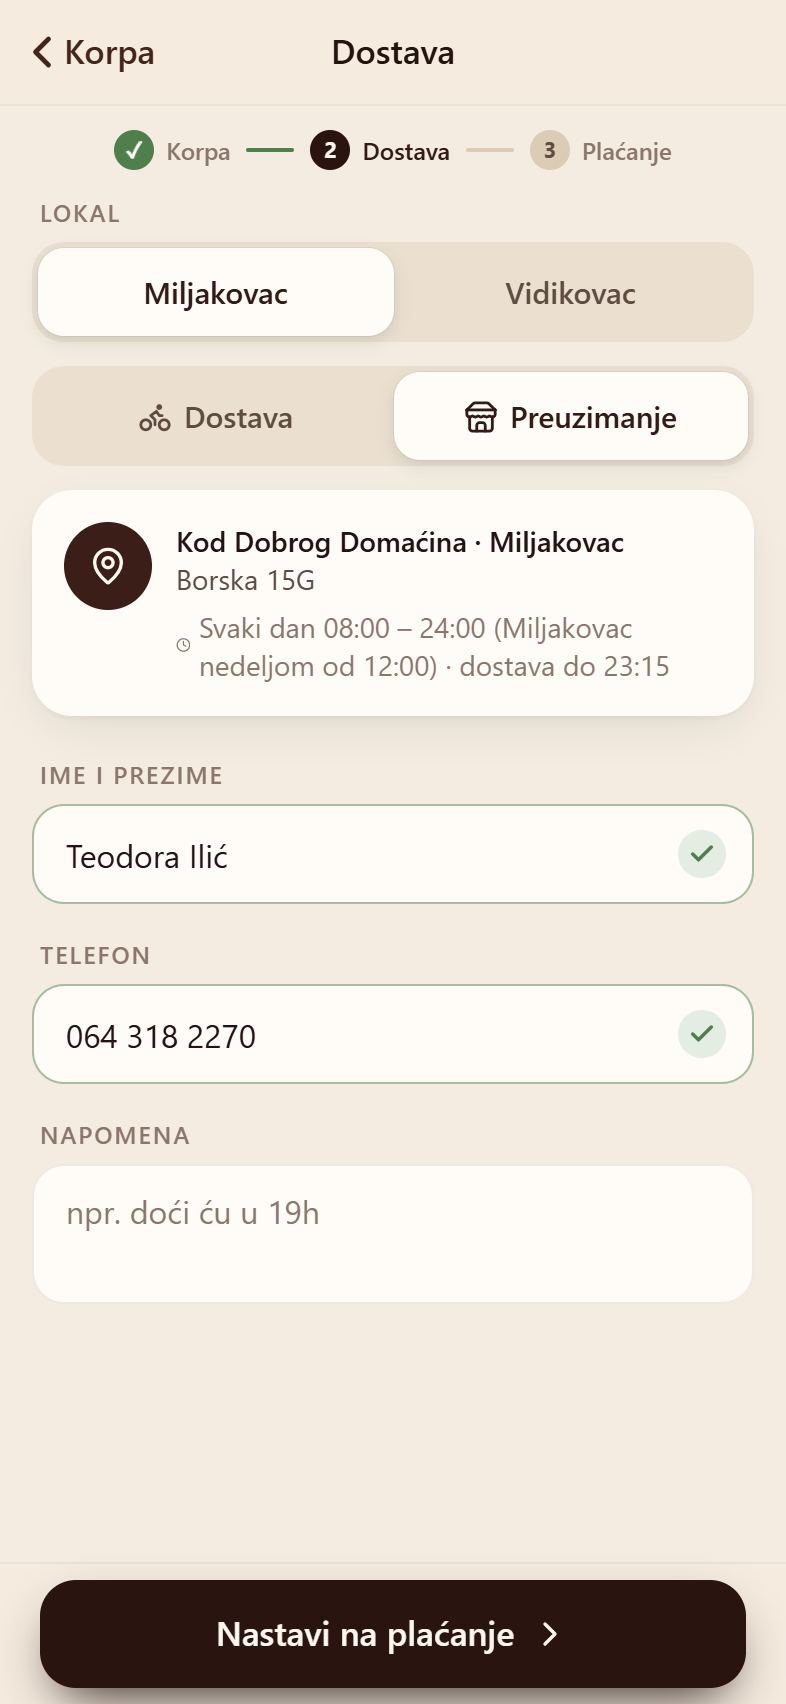 Korpa
Dostava
Korpa
2
Dostava
3
Plaćanje
LOKAL
Miljakovac
Vidikovac
Dostava
Preuzimanje
Kod Dobrog Domaćina · Miljakovac
Borska 15G
Svaki dan 08:00 – 24:00 (Miljakovac
nedeljom od 12:00) · dostava do 23:15
IME I PREZIME
Teodora Ilić
TELEFON
064 318 2270
NAPOMENA
npr. doći ću u 19h
Nastavi na plaćanje